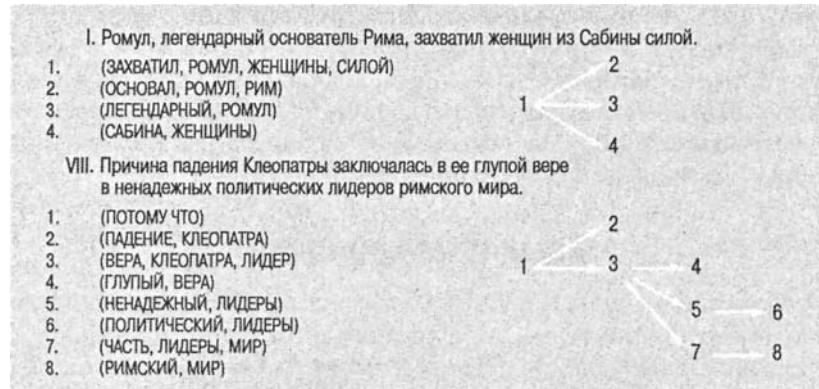 I. Ромул, легендарный основатель Рима, захватил женщин из Сабины силой.
1. (ЗАХВАТИЛ, РОМУЛ, ЖЕНЩИНЫ, СИЛОЙ)
2. (ОСНОВАЛ, РОМУЛ, РИМ)
3. (ЛЕГЕНДАРНЫЙ, РОМУЛ)
4. (САБИНА, ЖЕНЩИНЫ)
2
1 3
4
VIII. Причина падения Клеопатры заключалась в ее глупой вере
в ненадежных политических лидеров римского мира.
1. (ПОТОМУ ЧТО)
2. (ПАДЕНИЕ, КЛЕОПАТРА)
3. (ВЕРА, КЛЕОПАТРА, ЛИДЕР)
4. (ГЛУПЫЙ, ВЕРА)
5. (НЕНАДЕЖНЫЙ, ЛИДЕРЫ)
6. (ПОЛИТИЧЕСКИЙ, ЛИДЕРЫ)
7. (ЧАСТЬ, ЛИДЕРЫ, МИР)
8. (РИМСКИЙ, МИР)
2
1 3 4
5 6
7 8